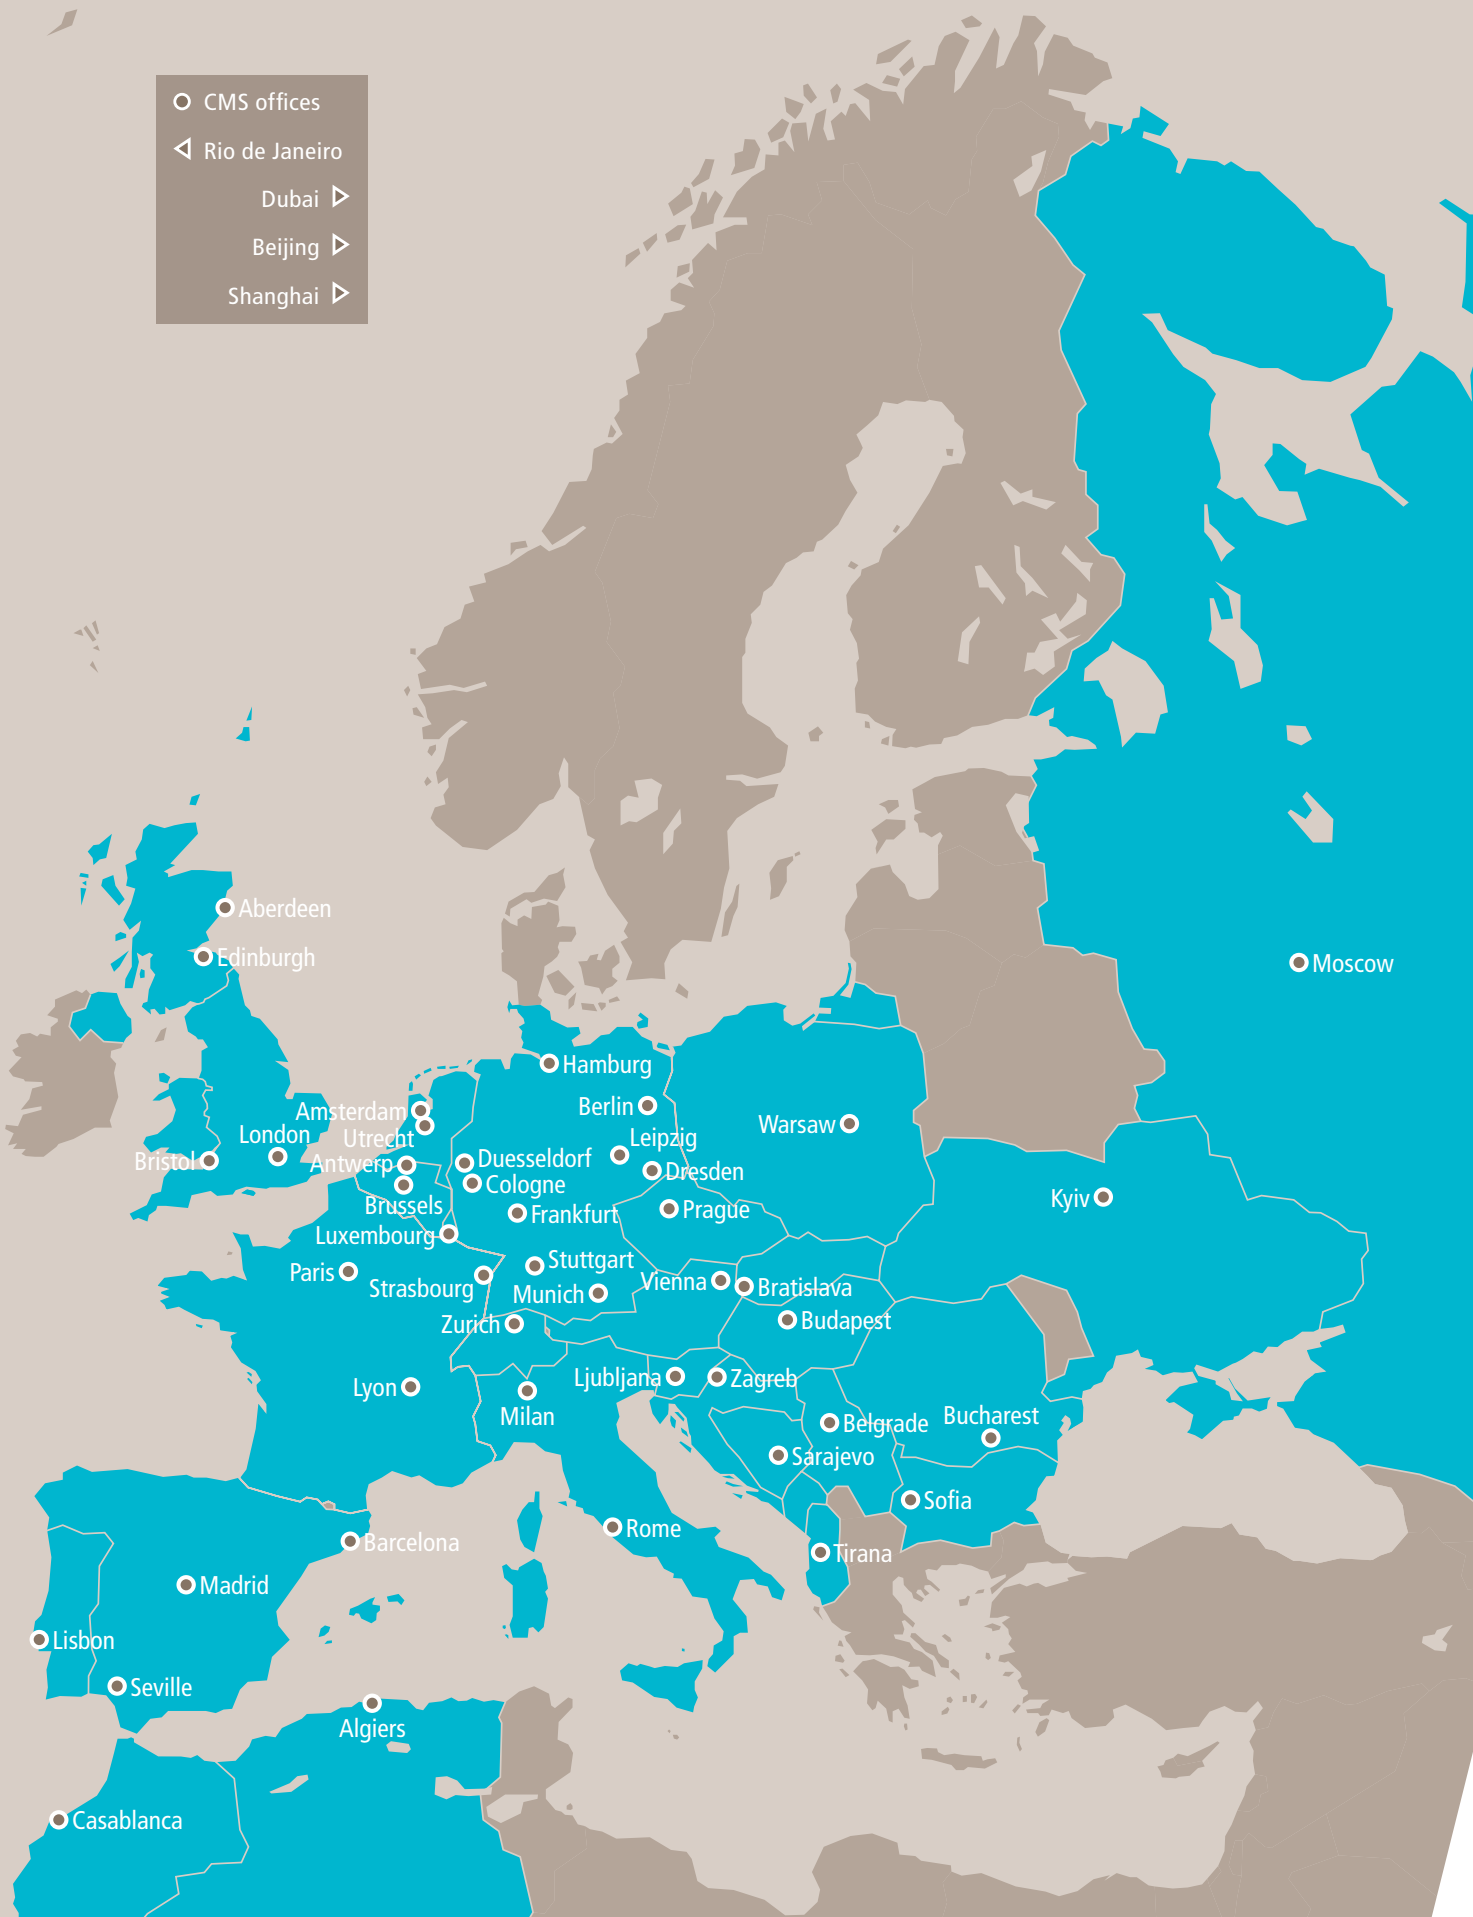 CMS offices
Rio de Janeiro
Dubai
Beijing
Shanghai
Aberdeen
Edinburgh
Moscow
Hamburg
Berlin
Amsterdam
Utrecht
Warsaw
London
Leipzig
Bristol
Antwerp
Duesseldorf
Dresden
Cologne
Brussels
Kyiv
Frankfurt
Prague
Luxembourg
Stuttgart
Paris
Strasbourg
Munich
Vienna
Bratislava
Zurich
Budapest
Lyon
Ljubljana
Zagreb
Milan
Belgrade
Bucharest
Sarajevo
Sofia
Rome
Barcelona
Tirana
Madrid
Lisbon
Seville
Algiers
Casablanca